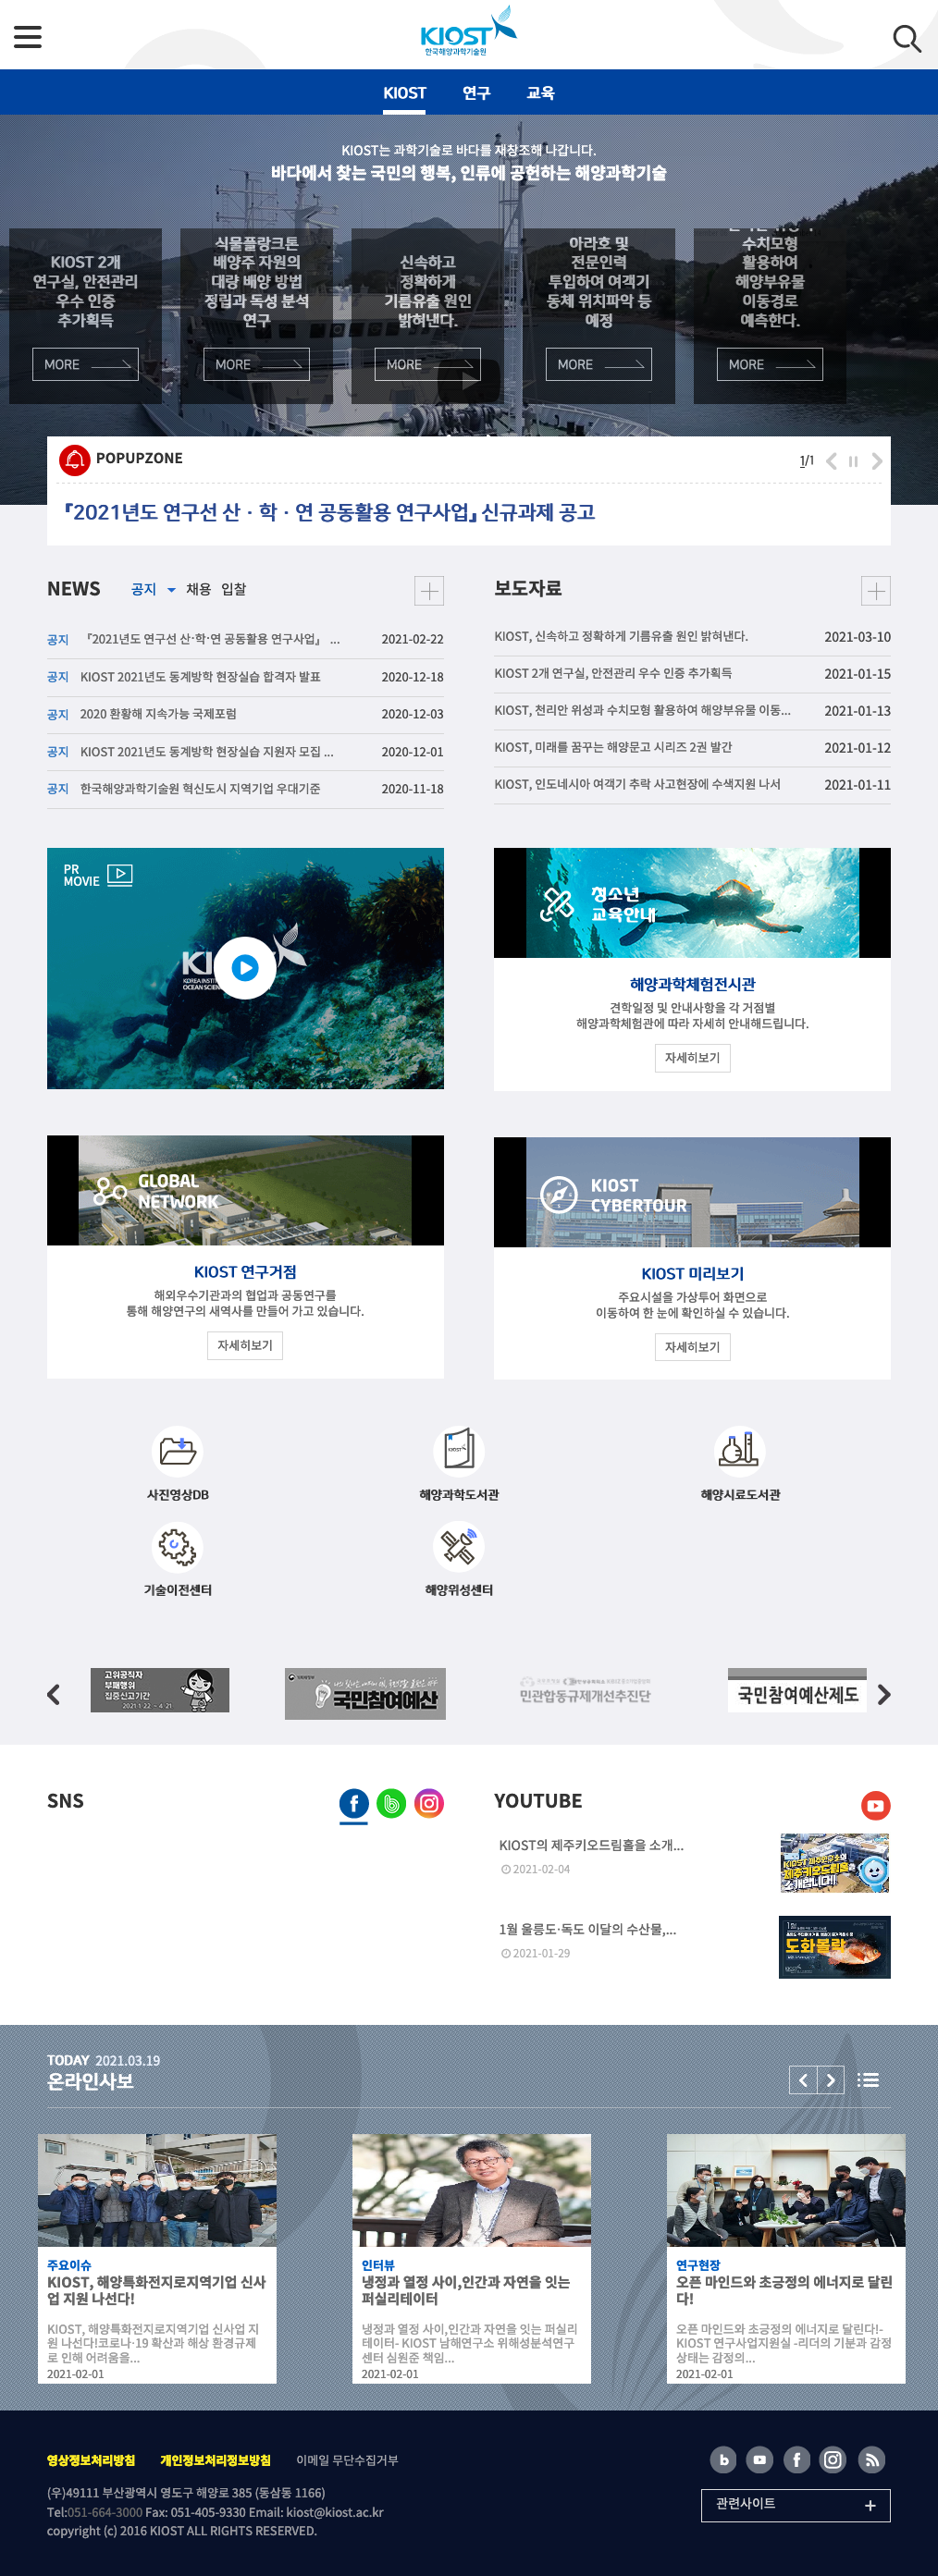 KIOST
한국해양과학기술원
KIOST 연구 교육
KIOST는 과학기술로 바다를 재창조해 나갑니다.
바다에서 찾는 국민의 행복, 인류에 공헌하는 해양과학기술
KIOST 2개
연구실, 안전관리
우수 인증
추가획득
MORE
식물플랑크톤
배양주 자원의
대량 배양 방법
정립과 독성 분석
연구
MORE
신속하고
정확하게
기름유출 원인
밝혀낸다.
MORE
아라호 및
전문인력
투입하여 여객기
동체 위치파악 등
예정
MORE
수치모형
활용하여
해양부유물
이동경로
예측한다.
MORE
POPUPZONE
1/1
『2021년도 연구선 산 · 학 · 연 공동활용 연구사업』 신규과제 공고
NEWS 공지 채용 입찰
공지 『2021년도 연구선 산·학·연 공동활용 연구사업』 ... 2021-02-22
공지 KIOST 2021년도 동계방학 현장실습 합격자 발표 2020-12-18
공지 2020 환황해 지속가능 국제포럼 2020-12-03
공지 KIOST 2021년도 동계방학 현장실습 지원자 모집 ... 2020-12-01
공지 한국해양과학기술원 혁신도시 지역기업 우대기준 2020-11-18
보도자료
KIOST, 신속하고 정확하게 기름유출 원인 밝혀낸다. 2021-03-10
KIOST 2개 연구실, 안전관리 우수 인증 추가획득 2021-01-15
KIOST, 천리안 위성과 수치모형 활용하여 해양부유물 이동... 2021-01-13
KIOST, 미래를 꿈꾸는 해양문고 시리즈 2권 발간 2021-01-12
KIOST, 인도네시아 여객기 추락 사고현장에 수색지원 나서 2021-01-11
PR
MOVIE
청소년
교육안내
해양과학체험전시관
견학일정 및 안내사항을 각 거점별
해양과학체험관에 따라 자세히 안내해드립니다.
자세히보기
GLOBAL
NETWORK
KIOST 연구거점
해외우수기관과의 협업과 공동연구를
통해 해양연구의 새역사를 만들어 가고 있습니다.
자세히보기
KIOST
CYBERTOUR
KIOST 미리보기
주요시설을 가상투어 화면으로
이동하여 한 눈에 확인하실 수 있습니다.
자세히보기
사진영상DB
해양과학도서관
해양시료도서관
기술이전센터
해양위성센터
고위공직자
부패행위
집중신고기간
2021.1.22 ~ 4.21
국민참여예산
민관합동규제개선추진단
국민참여예산제도
SNS
YOUTUBE
KIOST의 제주키오드림홀을 소개...
2021-02-04
KIOST 제주연구소의
제주키오드림홀을
소개합니다!!
1월 울릉도·독도 이달의 수산물,...
2021-01-29
1월
도화볼락
TODAY 2021.03.19
온라인사보
주요이슈
KIOST, 해양특화전지로지역기업 신사
업 지원 나선다!
KIOST, 해양특화전지로지역기업 신사업 지
원 나선다!코로나-19 확산과 해상 환경규제
로 인해 어려움을...
2021-02-01
인터뷰
냉정과 열정 사이,인간과 자연을 잇는
퍼실리테이터
냉정과 열정 사이,인간과 자연을 잇는 퍼실리
테이터- KIOST 남해연구소 위해성분석연구
센터 심원준 책임...
2021-02-01
연구현장
오픈 마인드와 초긍정의 에너지로 달린
다!
오픈 마인드와 초긍정의 에너지로 달린다!-
KIOST 연구사업지원실 -리더의 기분과 감정
상태는 감정의...
2021-02-01
영상정보처리방침 개인정보처리정보방침 이메일 무단수집거부
(우)49111 부산광역시 영도구 해양로 385 (동삼동 1166)
Tel:051-664-3000 Fax: 051-405-9330 Email: kiost@kiost.ac.kr
copyright (c) 2016 KIOST ALL RIGHTS RESERVED.
관련사이트